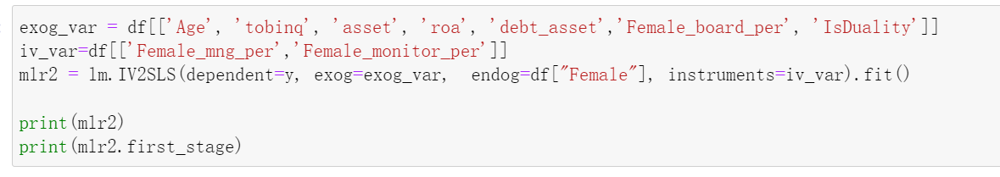 exog_var = df[['Age', 'tobinq', 'asset', 'roa', 'debt_asset','Female_board_per', 'IsDuality']]
iv_var=df[['Female_mng_per','Female_monitor_per']]
mlr2 = lm.IV2SLS(dependent=y, exog=exog_var,  endog=df["Female"], instruments=iv_var).fit()
print(mlr2)
print(mlr2.first_stage)